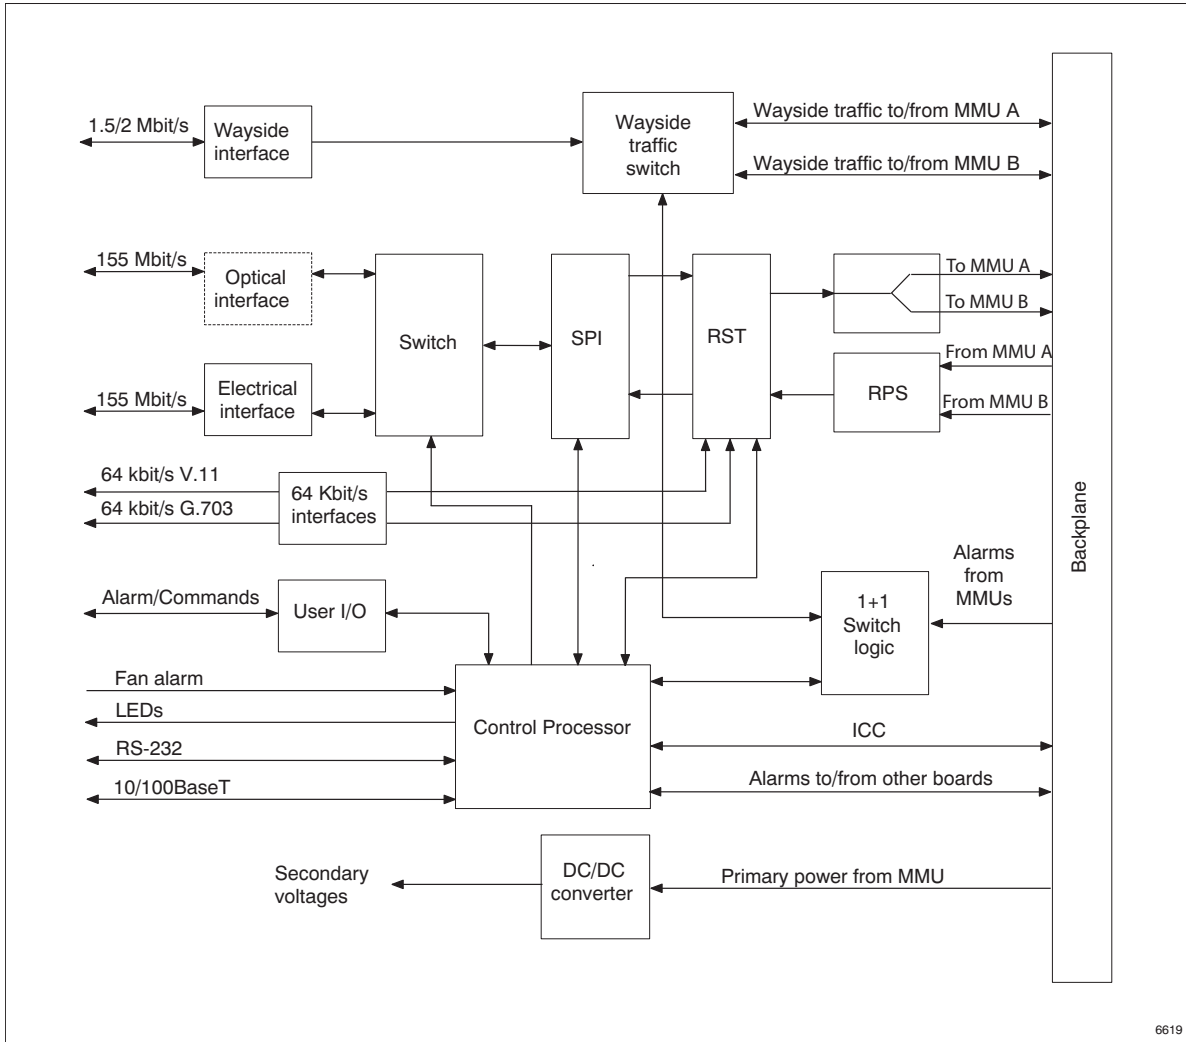 1.5/2 Mbit/s
Wayside
interface
Wayside
traffic
switch
Wayside traffic to/from MMU A
Wayside traffic to/from MMU B
155 Mbit/s
Optical
interface
155 Mbit/s
Electrical
interface
Switch
SPI
RST
To MMU A
To MMU B
RPS
From MMU A
From MMU B
64 kbit/s V.11
64 kbit/s G.703
64 Kbit/s
interfaces
Backplane
Alarm/Commands
User I/O
1+1
Switch
logic
Alarms
from
MMUs
Fan alarm
LEDs
RS-232
10/100BaseT
Control Processor
ICC
Alarms to/from other boards
Secondary
voltages
DC/DC
converter
Primary power from MMU
6619